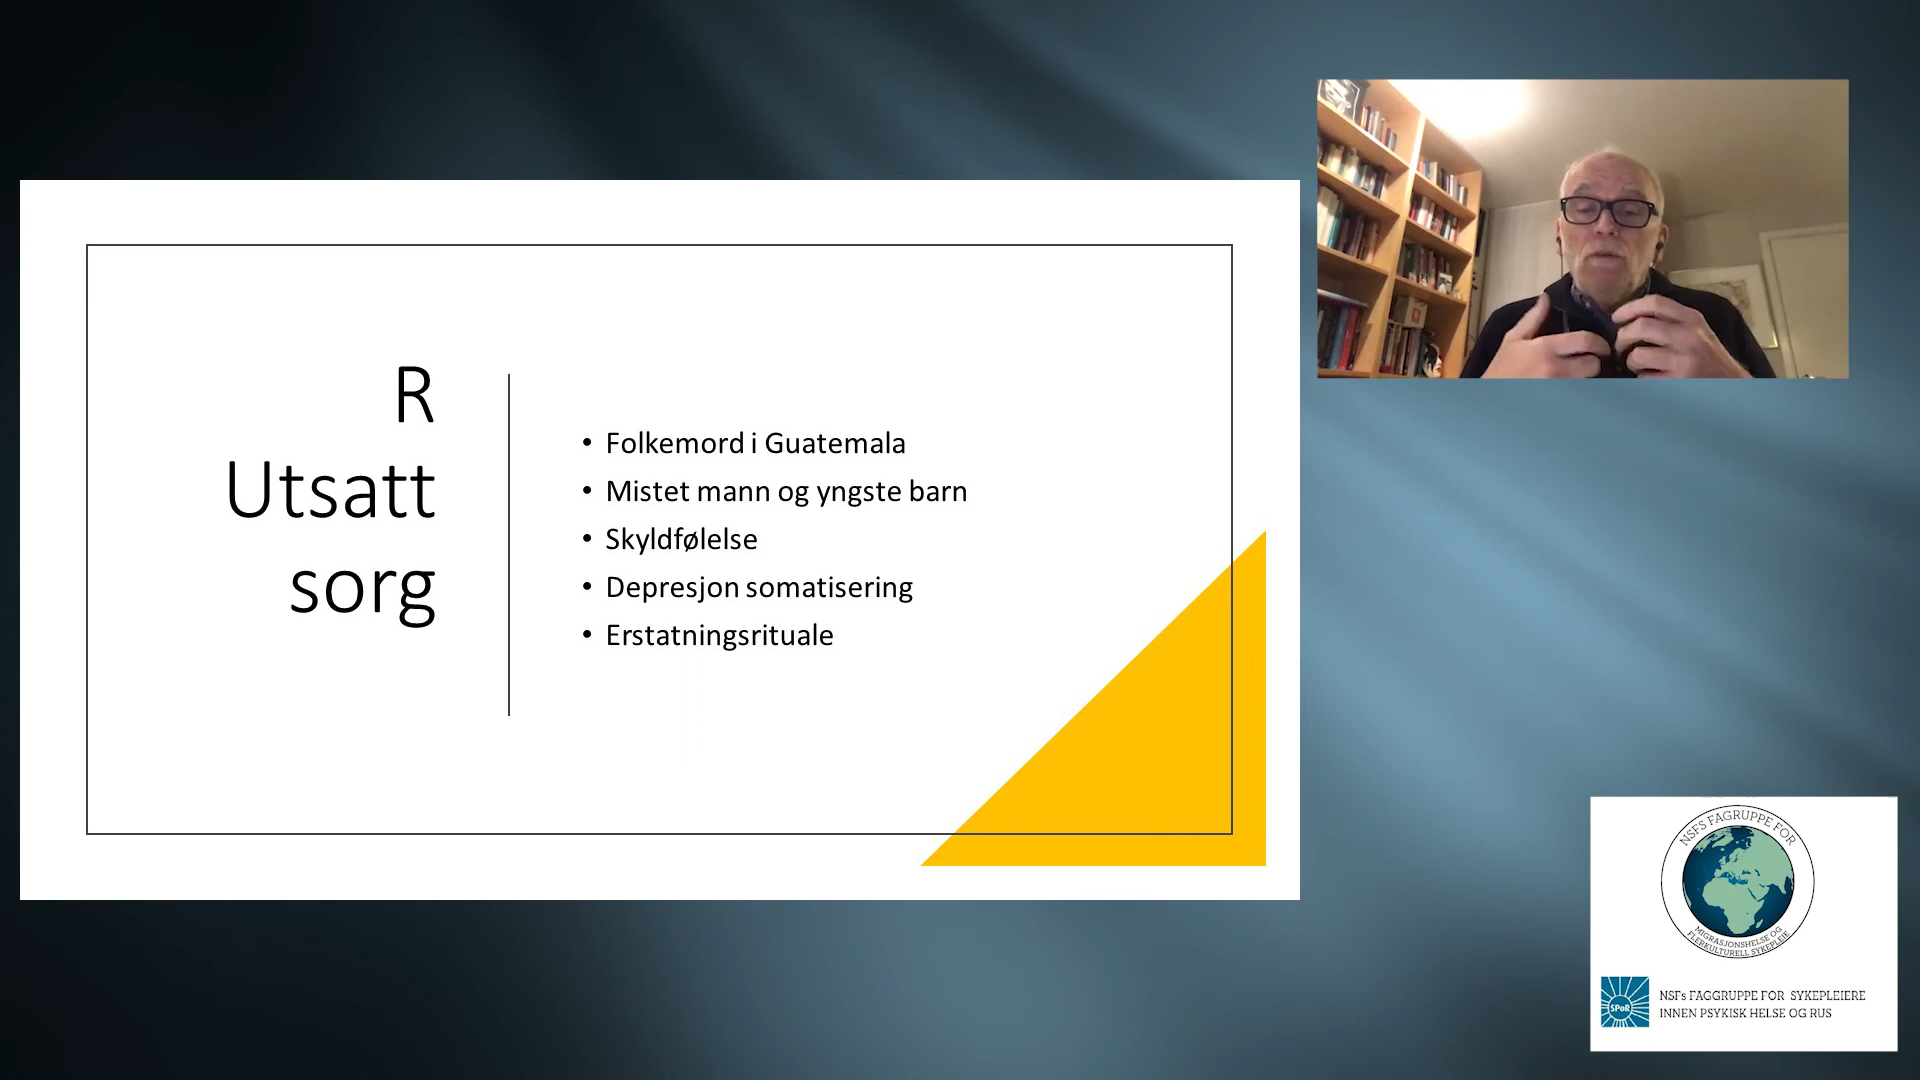 R
Utsatt
sorg
• Folkemord i Guatemala
• Mistet mann og yngste barn
• Skyldfølelse
• Depresjon somatisering
• Erstatningsrituale
NSFS FAGRUPPE FOR
MIGRASJONSHELSE OG
FLERKULTURELL SYKEPLEIE
SPoR
NSFs FAGGRUPPE FOR SYKEPLEIERE
INNEN PSYKISK HELSE OG RUS